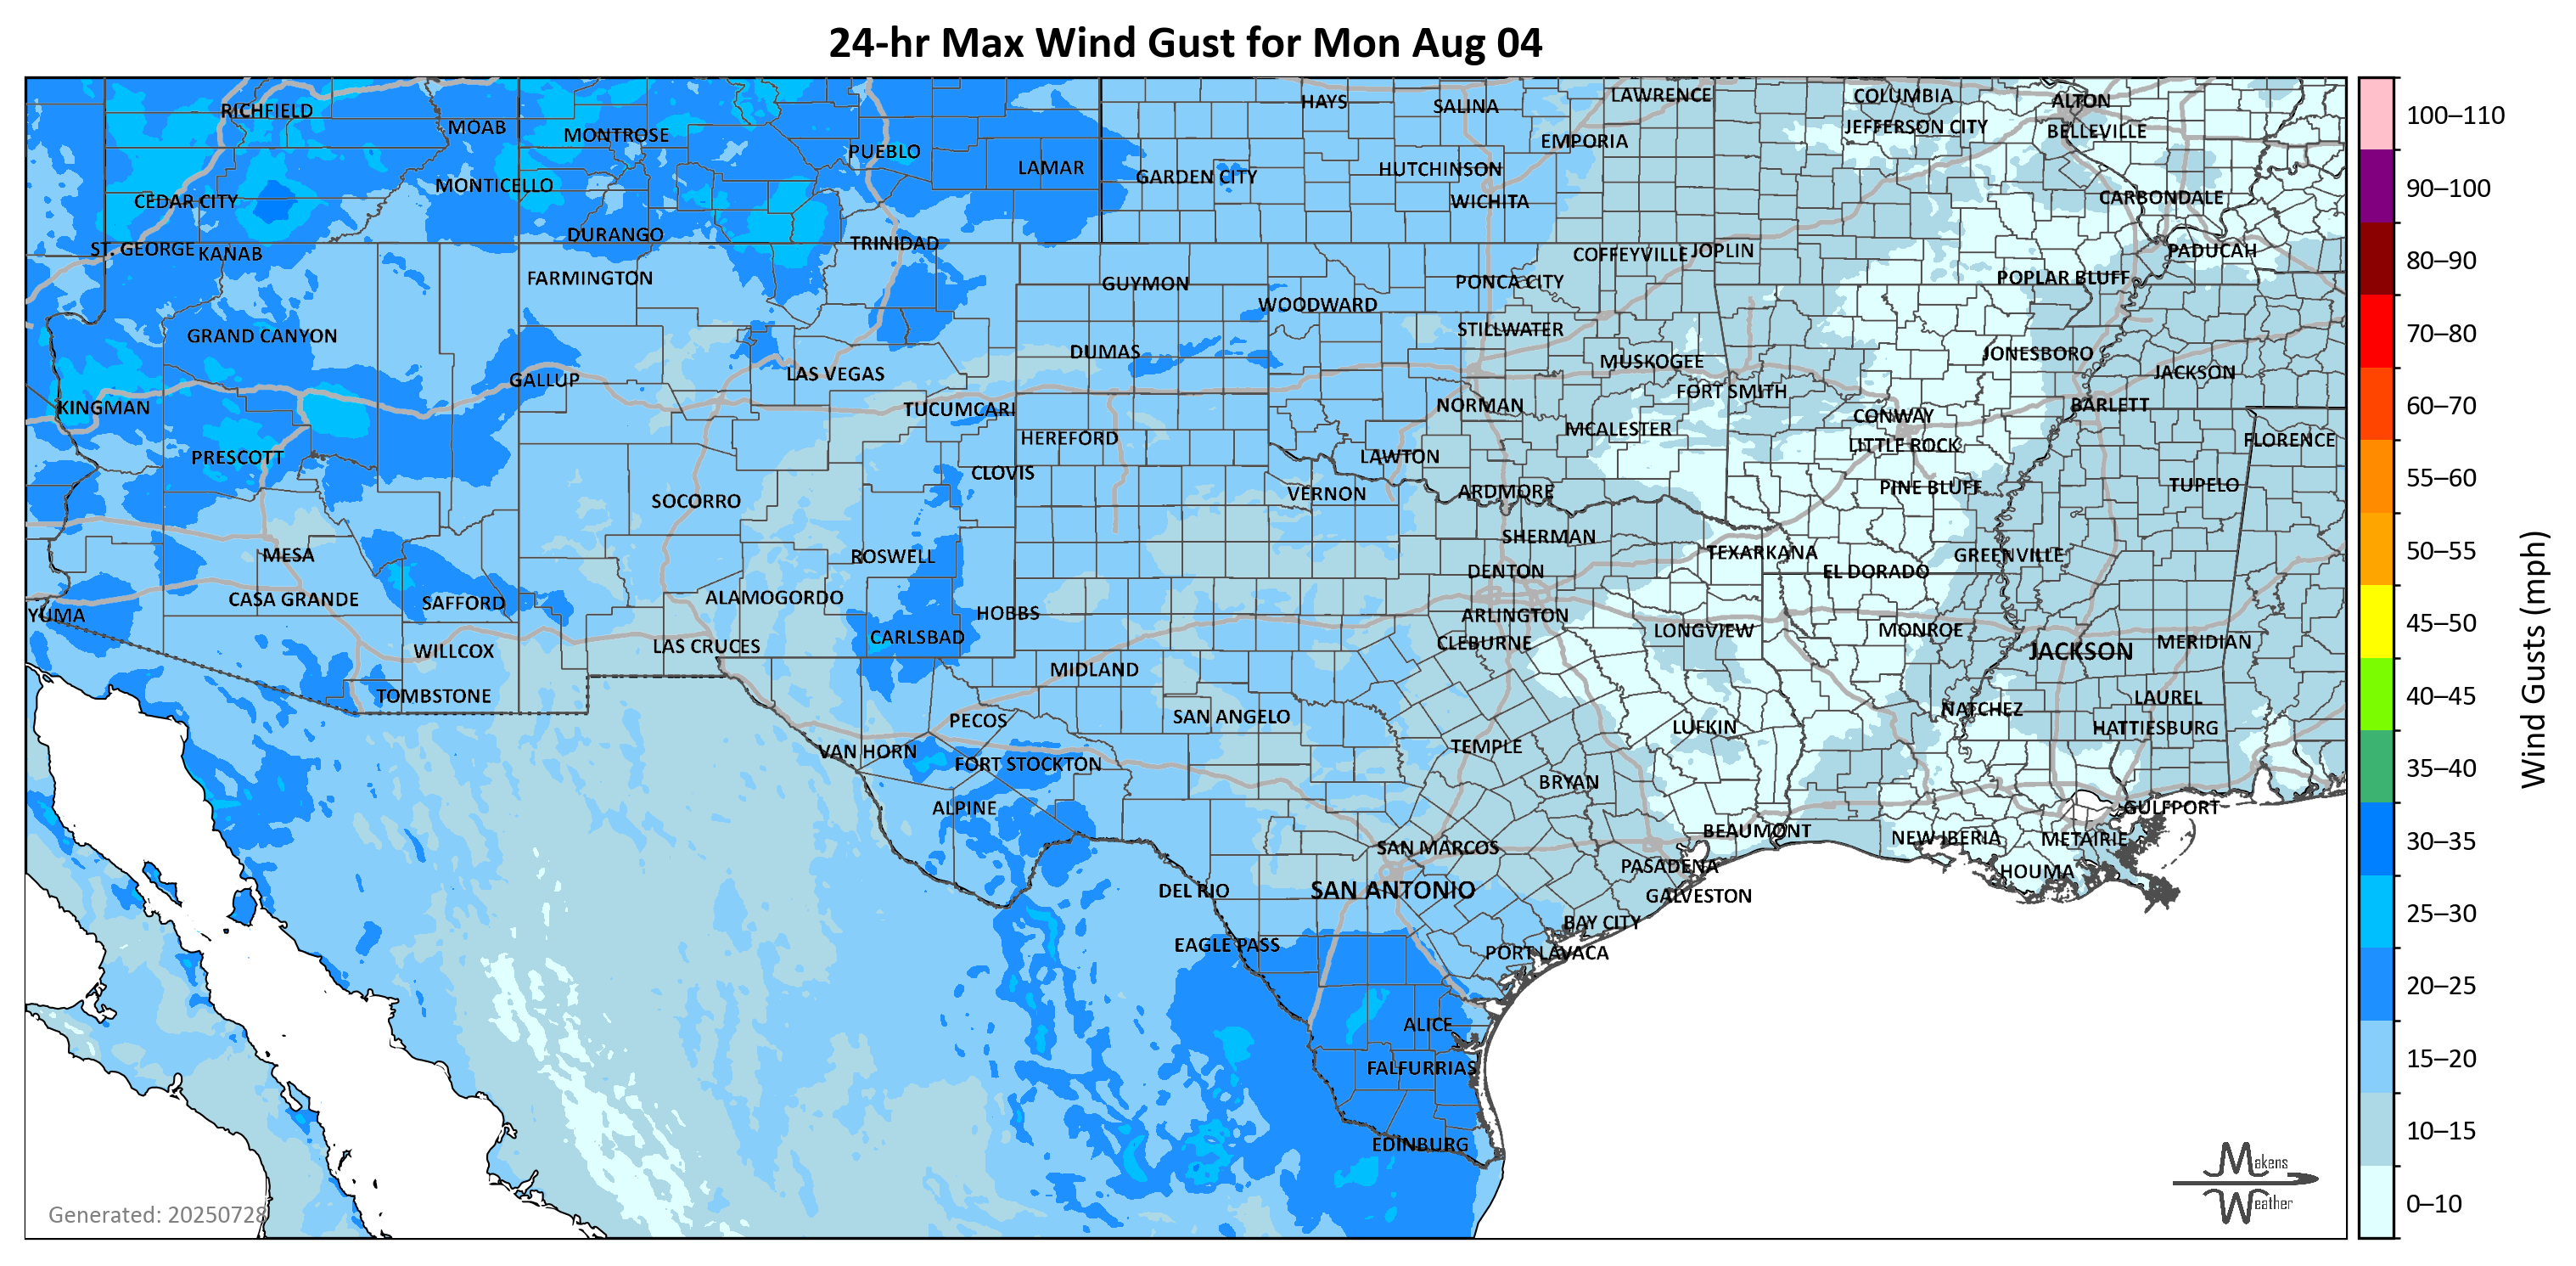 24-hr Max Wind Gust for Mon Aug 04
RICHFIELD
MOAB
MONTROSE
PUEBLO
LAMAR
HAYS
SALINA
LAWRENCE
COLUMBIA
ALTON
EMPORIA
JEFFERSON CITY
BELLEVILLE
MONTICELLO
GARDEN CITY
HUTCHINSON
CEDAR CITY
WICHITA
CARBONDALE
ST. GEORGE
KANAB
DURANGO
TRINIDAD
COFFEYVILLE
JOPLIN
PADUCAH
FARMINGTON
GUYMON
PONCA CITY
POPLAR BLUFF
WOODWARD
GRAND CANYON
STILLWATER
DUMAS
MUSKOGEE
JONESBORO
GALLUP
LAS VEGAS
JACKSON
KINGMAN
TUCUMCARI
NORMAN
FORT SMITH
CONWAY
BARLETT
HEREFORD
MCALESTER
LITTLE ROCK
FLORENCE
PRESCOTT
CLOVIS
LAWTON
SOCORRO
VERNON
ARDMORE
PINE BLUFF
TUPELO
MESA
ROSWELL
SHERMAN
TEXARKANA
GREENVILLE
DENTON
EL DORADO
YUMA
CASA GRANDE
SAFFORD
ALAMOGORDO
HOBBS
ARLINGTON
CARLSBAD
CLEBURNE
LONGVIEW
MONROE
JACKSON
MERIDIAN
WILLCOX
LAS CRUCES
MIDLAND
TOMBSTONE
PECOS
SAN ANGELO
NATCHEZ
LAUREL
VAN HORN
FORT STOCKTON
TEMPLE
LUFKIN
HATTIESBURG
ALPINE
BRYAN
GULFPORT
SAN MARCOS
BEAUMONT
NEW IBERIA
METAIRIE
DEL RIO
SAN ANTONIO
PASADENA
HOUMA
GALVESTON
EAGLE PASS
BAY CITY
PORT LAVACA
ALICE
FALFURRIAS
EDINBURG
Generated: 20250728
Makens
Weather
100–110
90–100
80–90
70–80
60–70
55–60
50–55
45–50
40–45
35–40
30–35
25–30
20–25
15–20
10–15
0–10
Wind Gusts (mph)